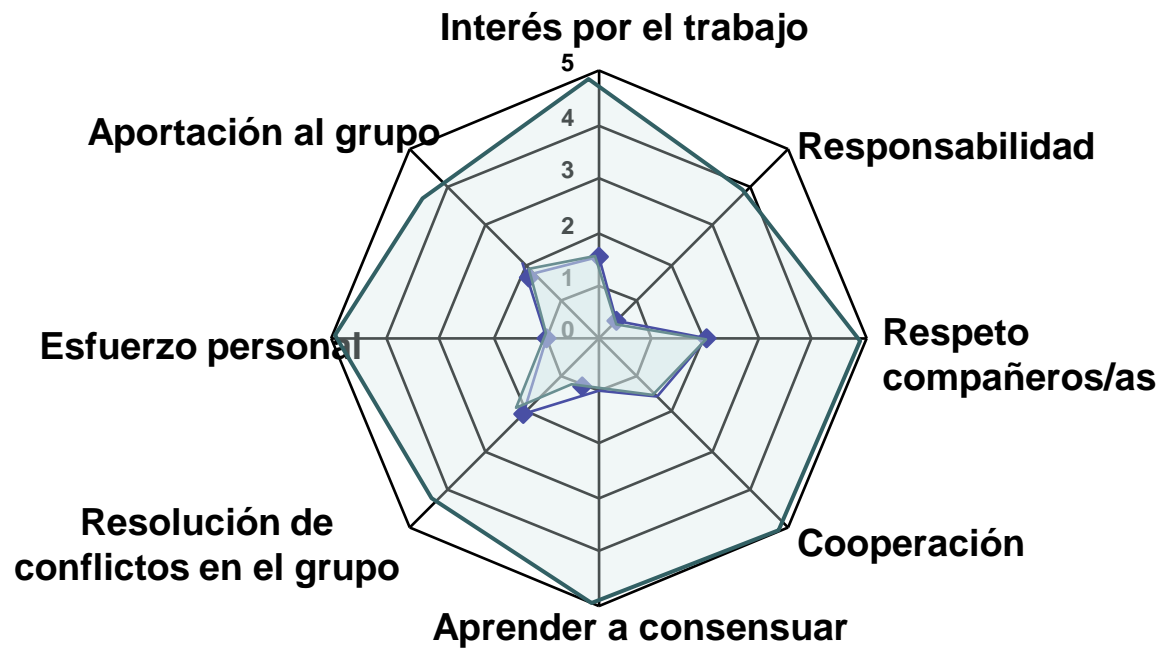 Interés por el trabajo
5
Aportación al grupo
4
Responsabilidad
3
2
1
0
Esfuerzo personal
Respeto
compañeros/as
Resolución de
conflictos en el grupo
Cooperación
Aprender a consensuar